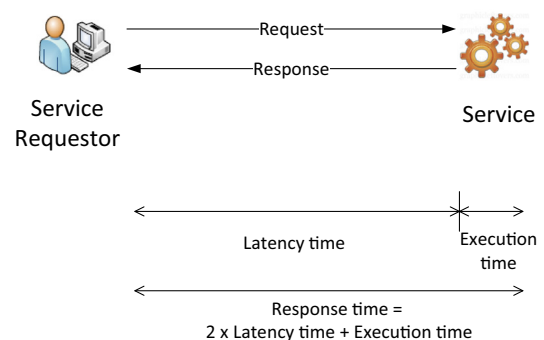 Request
Response
Service
Requestor
Service
Latency time
Execution
time
Response time =
2 x Latency time + Execution time